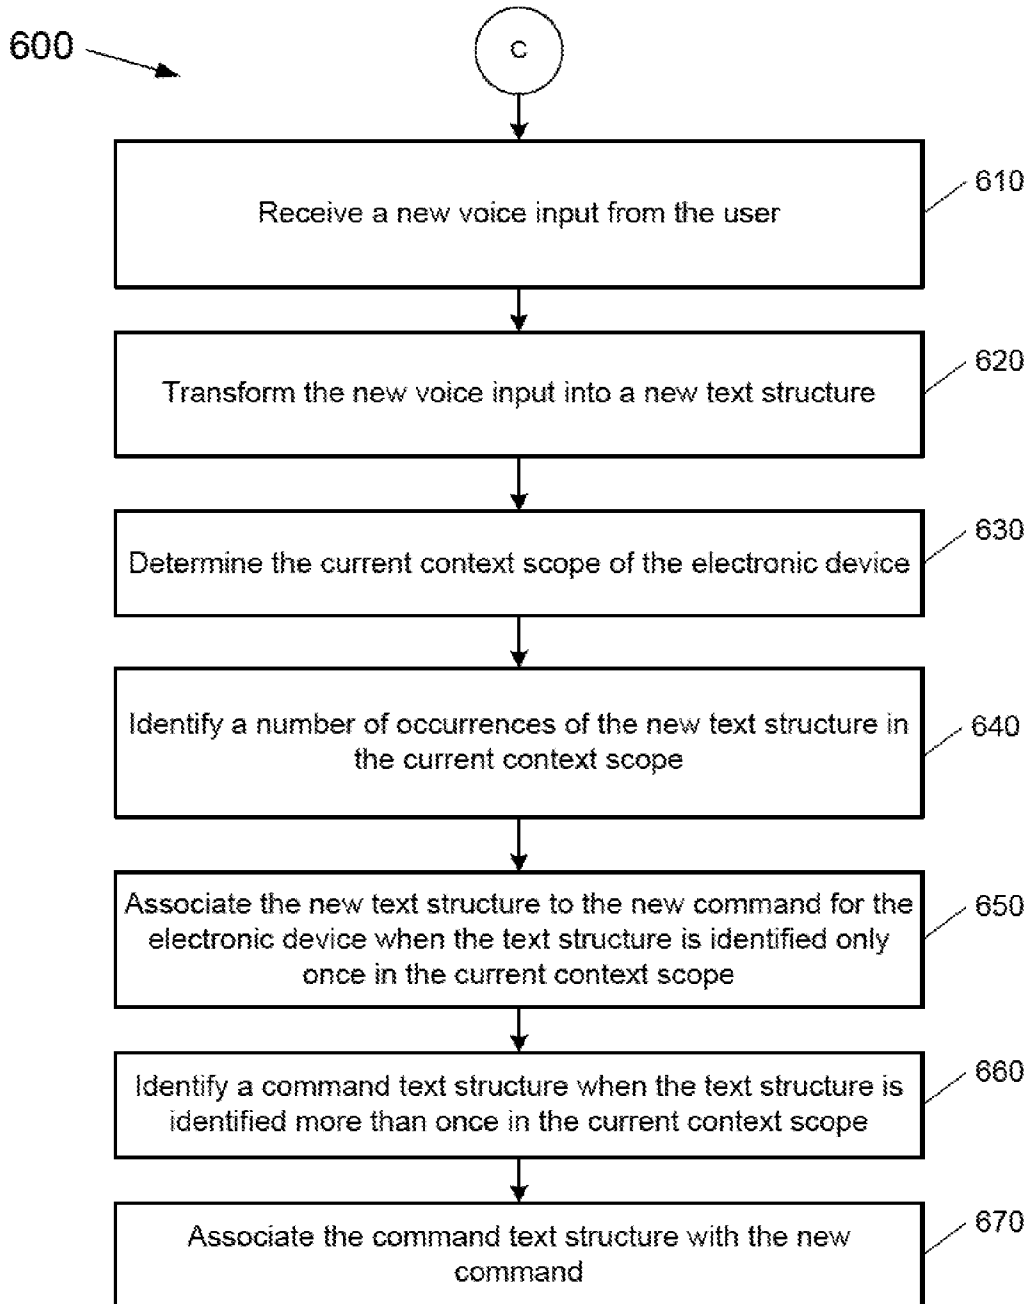 600
C
Receive a new voice input from the user
610
Transform the new voice input into a new text structure
620
Determine the current context scope of the electronic device
630
Identify a number of occurrences of the new text structure in
the current context scope
640
Associate the new text structure to the new command for the
electronic device when the text structure is identified only
once in the current context scope
650
Identify a command text structure when the text structure is
identified more than once in the current context scope
660
Associate the command text structure with the new
command
670